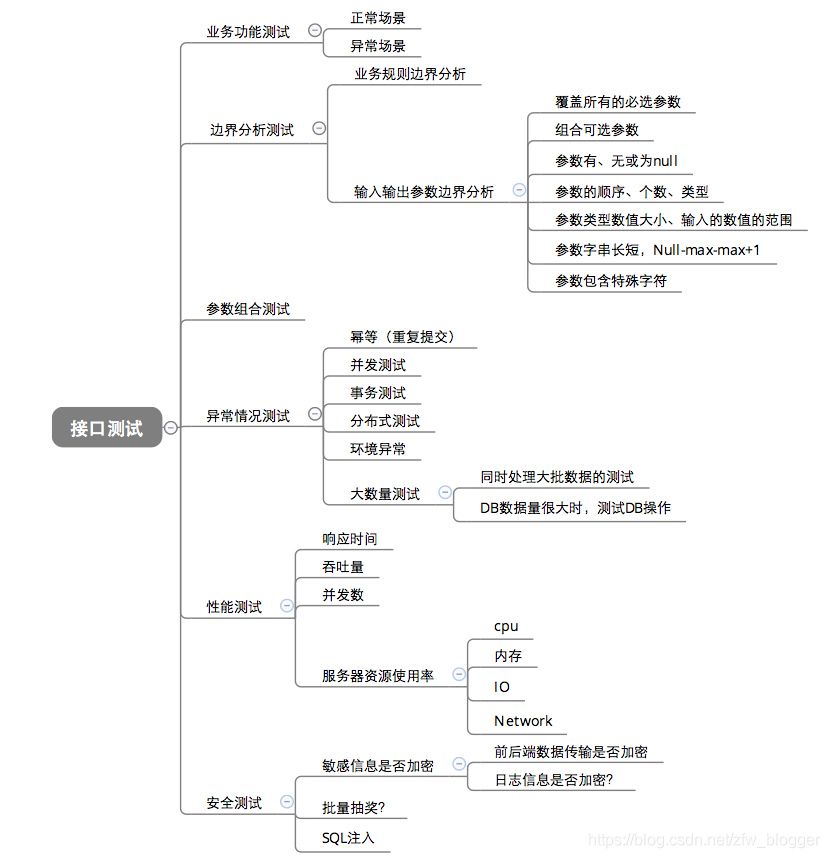 接口测试
业务功能测试
正常场景
异常场景
边界分析测试
业务规则边界分析
输入输出参数边界分析
覆盖所有的必选参数
组合可选参数
参数有、无或为null
参数的顺序、个数、类型
参数类型数值大小、输入的数值的范围
参数字串长短，Null-max-max+1
参数包含特殊字符
参数组合测试
异常情况测试
幂等（重复提交）
并发测试
事务测试
分布式测试
环境异常
大数量测试
同时处理大批数据的测试
DB数据量很大时，测试DB操作
性能测试
响应时间
吞吐量
并发数
服务器资源使用率
cpu
内存
IO
Network
安全测试
敏感信息是否加密
前后端数据传输是否加密
日志信息是否加密?
批量抽奖?
SQL注入
https://blog.csdn.net/zfw_blogger